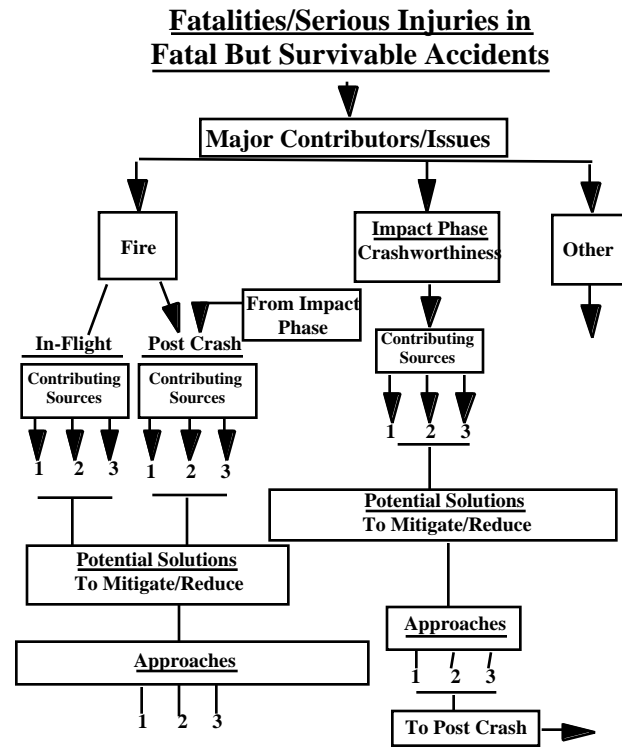 Fatalities/Serious Injuries in
Fatal But Survivable Accidents
Major Contributors/Issues
Fire
Impact Phase
Crashworthiness
Other
From Impact
Phase
In-Flight
Post Crash
Contributing
Sources
Contributing
Sources
Contributing
Sources
1 2 3
1 2 3
1 2 3
Potential Solutions
To Mitigate/Reduce
Potential Solutions
To Mitigate/Reduce
Approaches
1 2 3
Approaches
1 2 3
To Post Crash